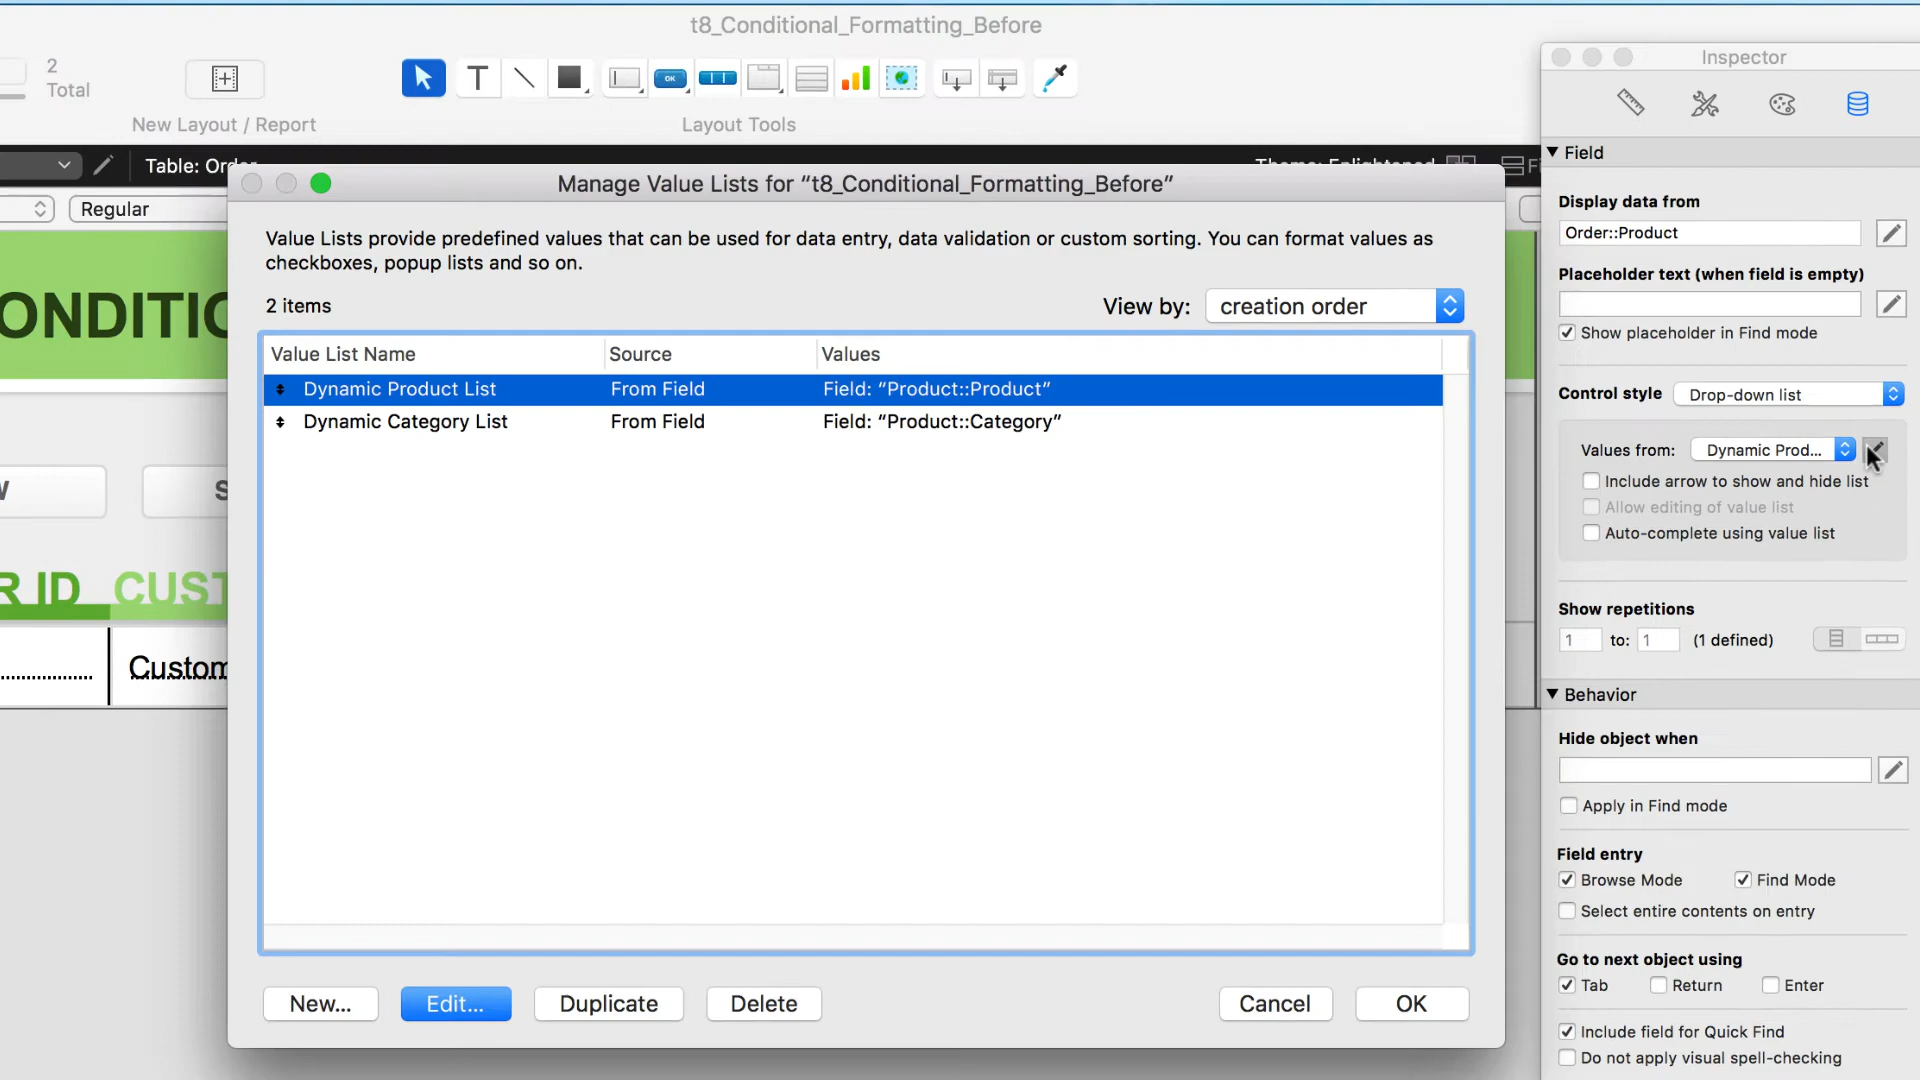 t8_Conditional_Formatting_Before
2
Total
New Layout / Report
OK
Layout Tools
Table: Order
Theme: Enlightened
Regular
ONDITIO
R ID CUST
Custom
Manage Value Lists for “t8_Conditional_Formatting_Before”
Value Lists provide predefined values that can be used for data entry, data validation or custom sorting. You can format values as
checkboxes, popup lists and so on.
2 items
View by: creation order
Value List Name Source Values
Dynamic Product List From Field Field: “Product::Product”
Dynamic Category List From Field Field: “Product::Category”
New... Edit... Duplicate Delete Cancel OK
Inspector
Field
Display data from
Order::Product
Placeholder text (when field is empty)
Show placeholder in Find mode
Control style Drop-down list
Values from: Dynamic Prod...
Include arrow to show and hide list
Allow editing of value list
Auto-complete using value list
Show repetitions
1 to: 1 (1 defined)
Behavior
Hide object when
Apply in Find mode
Field entry
Browse Mode Find Mode
Select entire contents on entry
Go to next object using
Tab Return Enter
Include field for Quick Find
Do not apply visual spell-checking